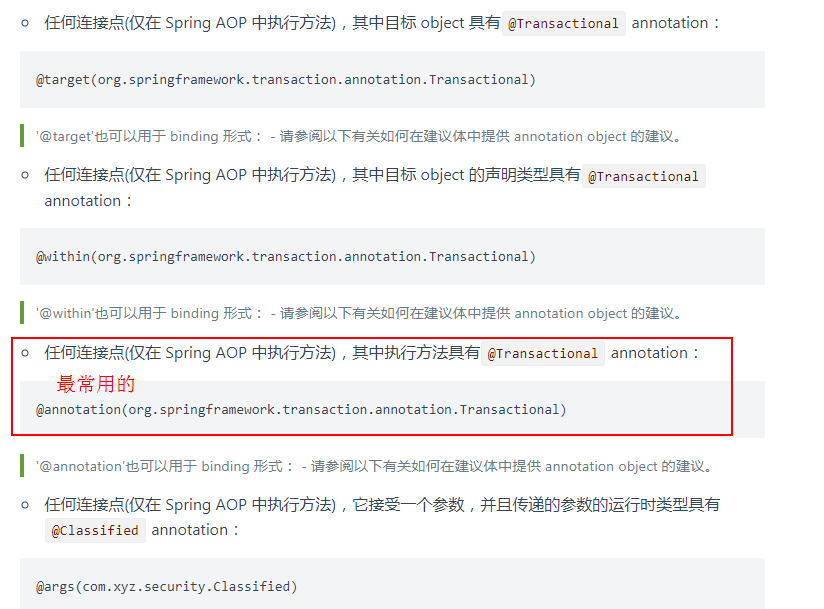 任何连接点(仅在 Spring AOP 中执行方法)，其中目标 object 具有 @Transactional annotation：
@target(org.springframework.transaction.annotation.Transactional)
'@target'也可以用于 binding 形式： - 请参阅以下有关如何在建议体中提供 annotation object 的建议。
任何连接点(仅在 Spring AOP 中执行方法)，其中目标 object 的声明类型具有 @Transactional
annotation：
@within(org.springframework.transaction.annotation.Transactional)
'@within'也可以用于 binding 形式： - 请参阅以下有关如何在建议体中提供 annotation object 的建议。
任何连接点(仅在 Spring AOP 中执行方法)，其中执行方法具有 @Transactional annotation：
最常用的
@annotation(org.springframework.transaction.annotation.Transactional)
'@annotation'也可以用于 binding 形式： - 请参阅以下有关如何在建议体中提供 annotation object 的建议。
任何连接点(仅在 Spring AOP 中执行方法)，它接受一个参数，并且传递的参数的运行时类型具有
@Classified annotation：
@args(com.xyz.security.Classified)